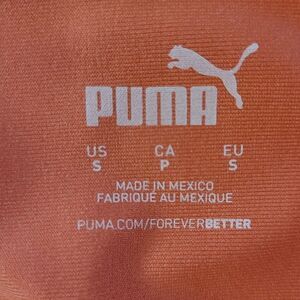 PUMA
US CA EU
S P S
MADE IN MEXICO
FABRIQUÉ AU MEXIQUE
PUMA.COM/FOREVERBETTER